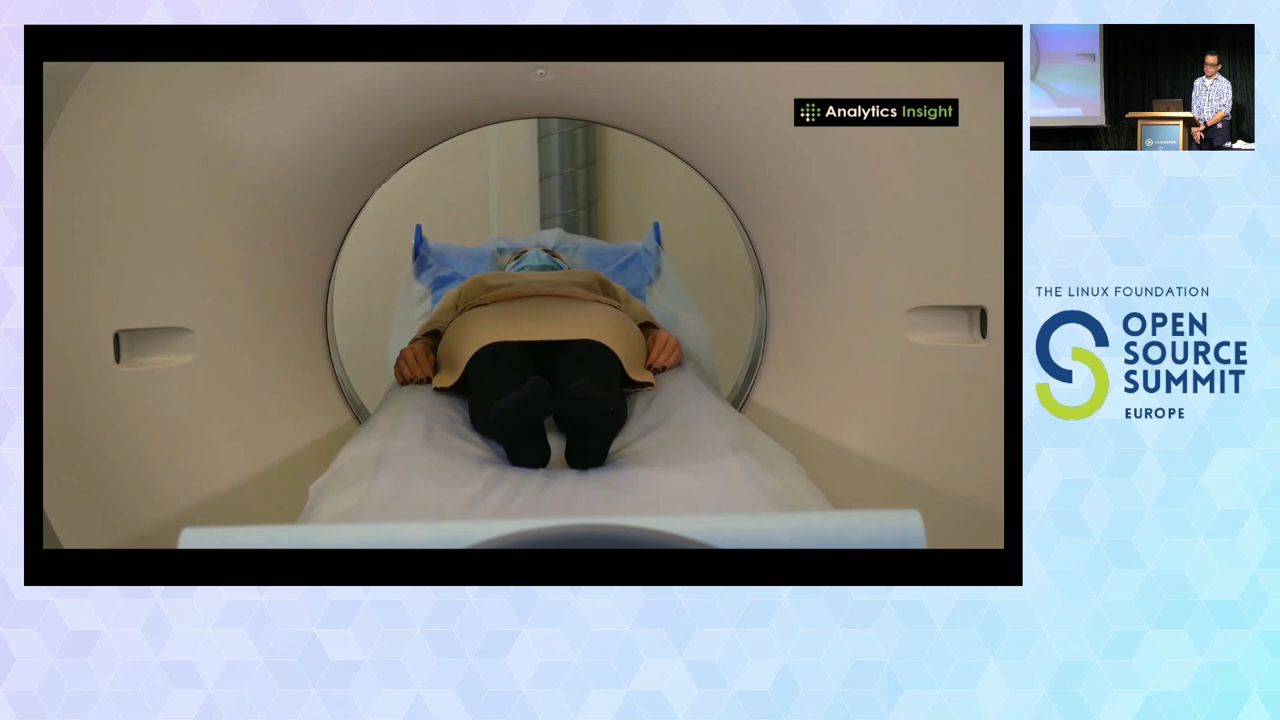 Analytics Insight
THE LINUX FOUNDATION
OPEN
SOURCE
SUMMIT
EUROPE